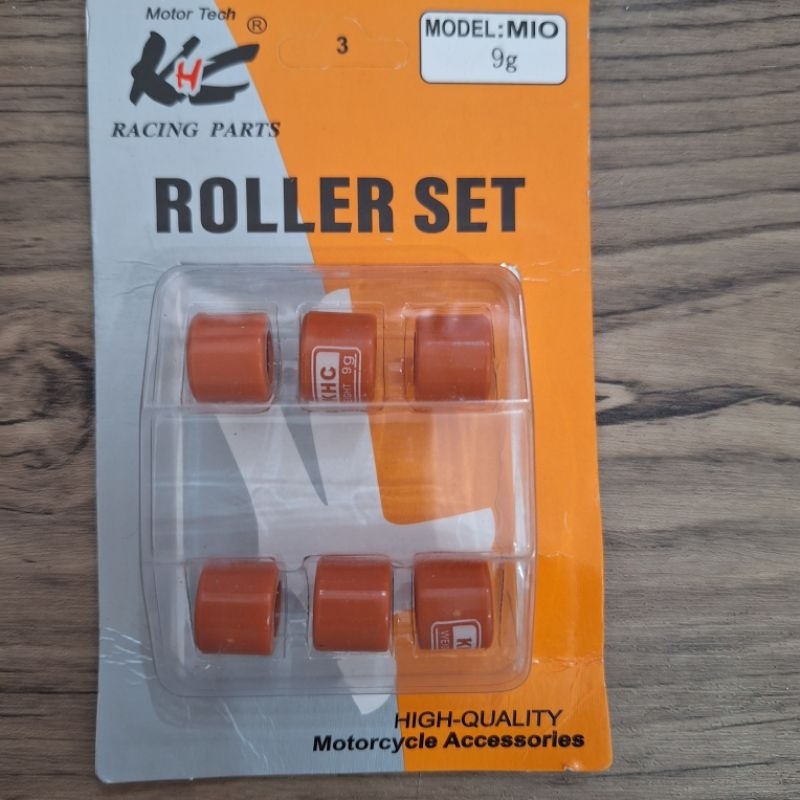 Motor Tech
KHC ®
RACING PARTS
3
MODEL:MIO
9g
ROLLER SET
KHC
9g
HIGH-QUALITY
Motorcycle Accessories